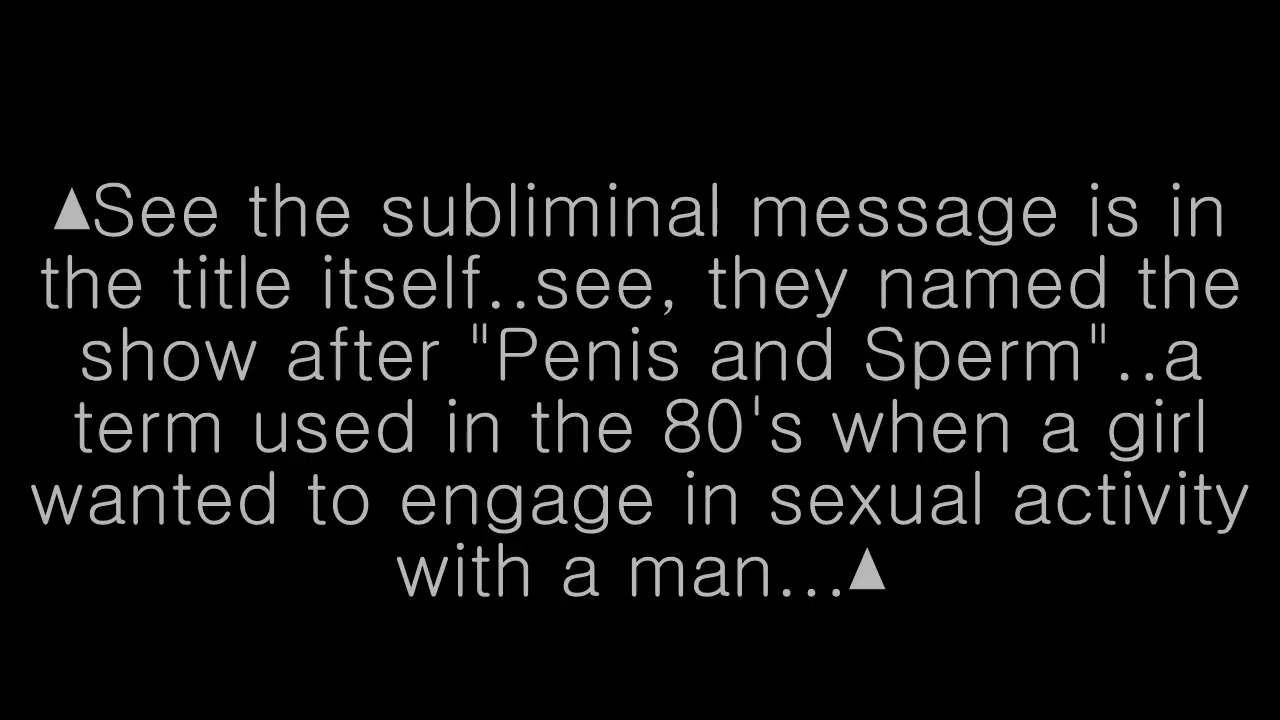 ▲See the subliminal message is in
the title itself..see, they named the
show after "Penis and Sperm"..a
term used in the 80's when a girl
wanted to engage in sexual activity
with a man...▲